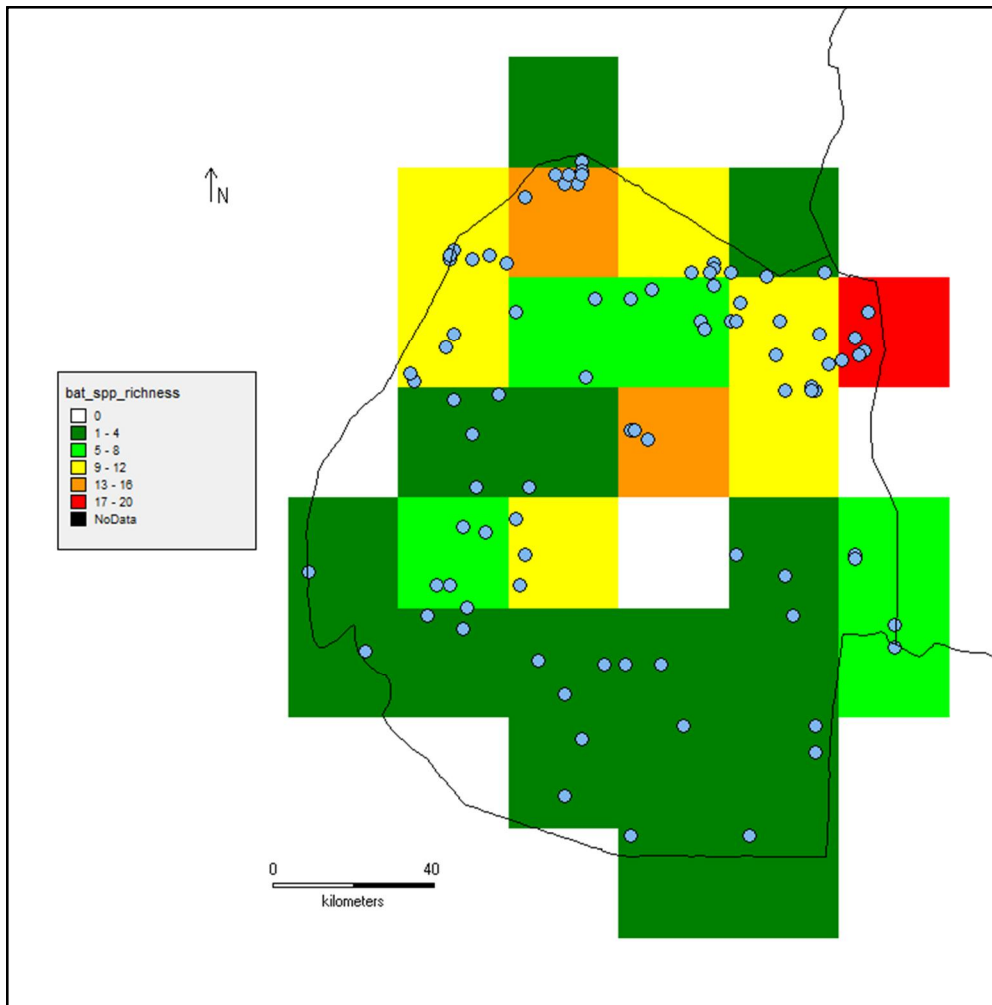 N
bat_spp_richness
0
1 - 4
5 - 8
9 - 12
13 - 16
17 - 20
NoData
0 40
kilometers